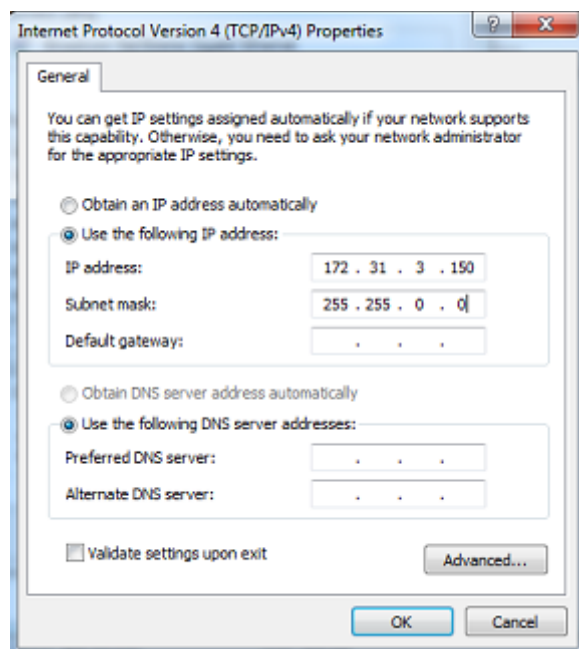 Internet Protocol Version 4 (TCP/IPv4) Properties
General
You can get IP settings assigned automatically if your network supports
this capability. Otherwise, you need to ask your network administrator
for the appropriate IP settings.
Obtain an IP address automatically
Use the following IP address:
IP address: 172 . 31 . 3 . 150
Subnet mask: 255 . 255 . 0 . 0
Default gateway: . . .
Obtain DNS server address automatically
Use the following DNS server addresses:
Preferred DNS server: . . .
Alternate DNS server: . . .
Validate settings upon exit
Advanced...
OK Cancel